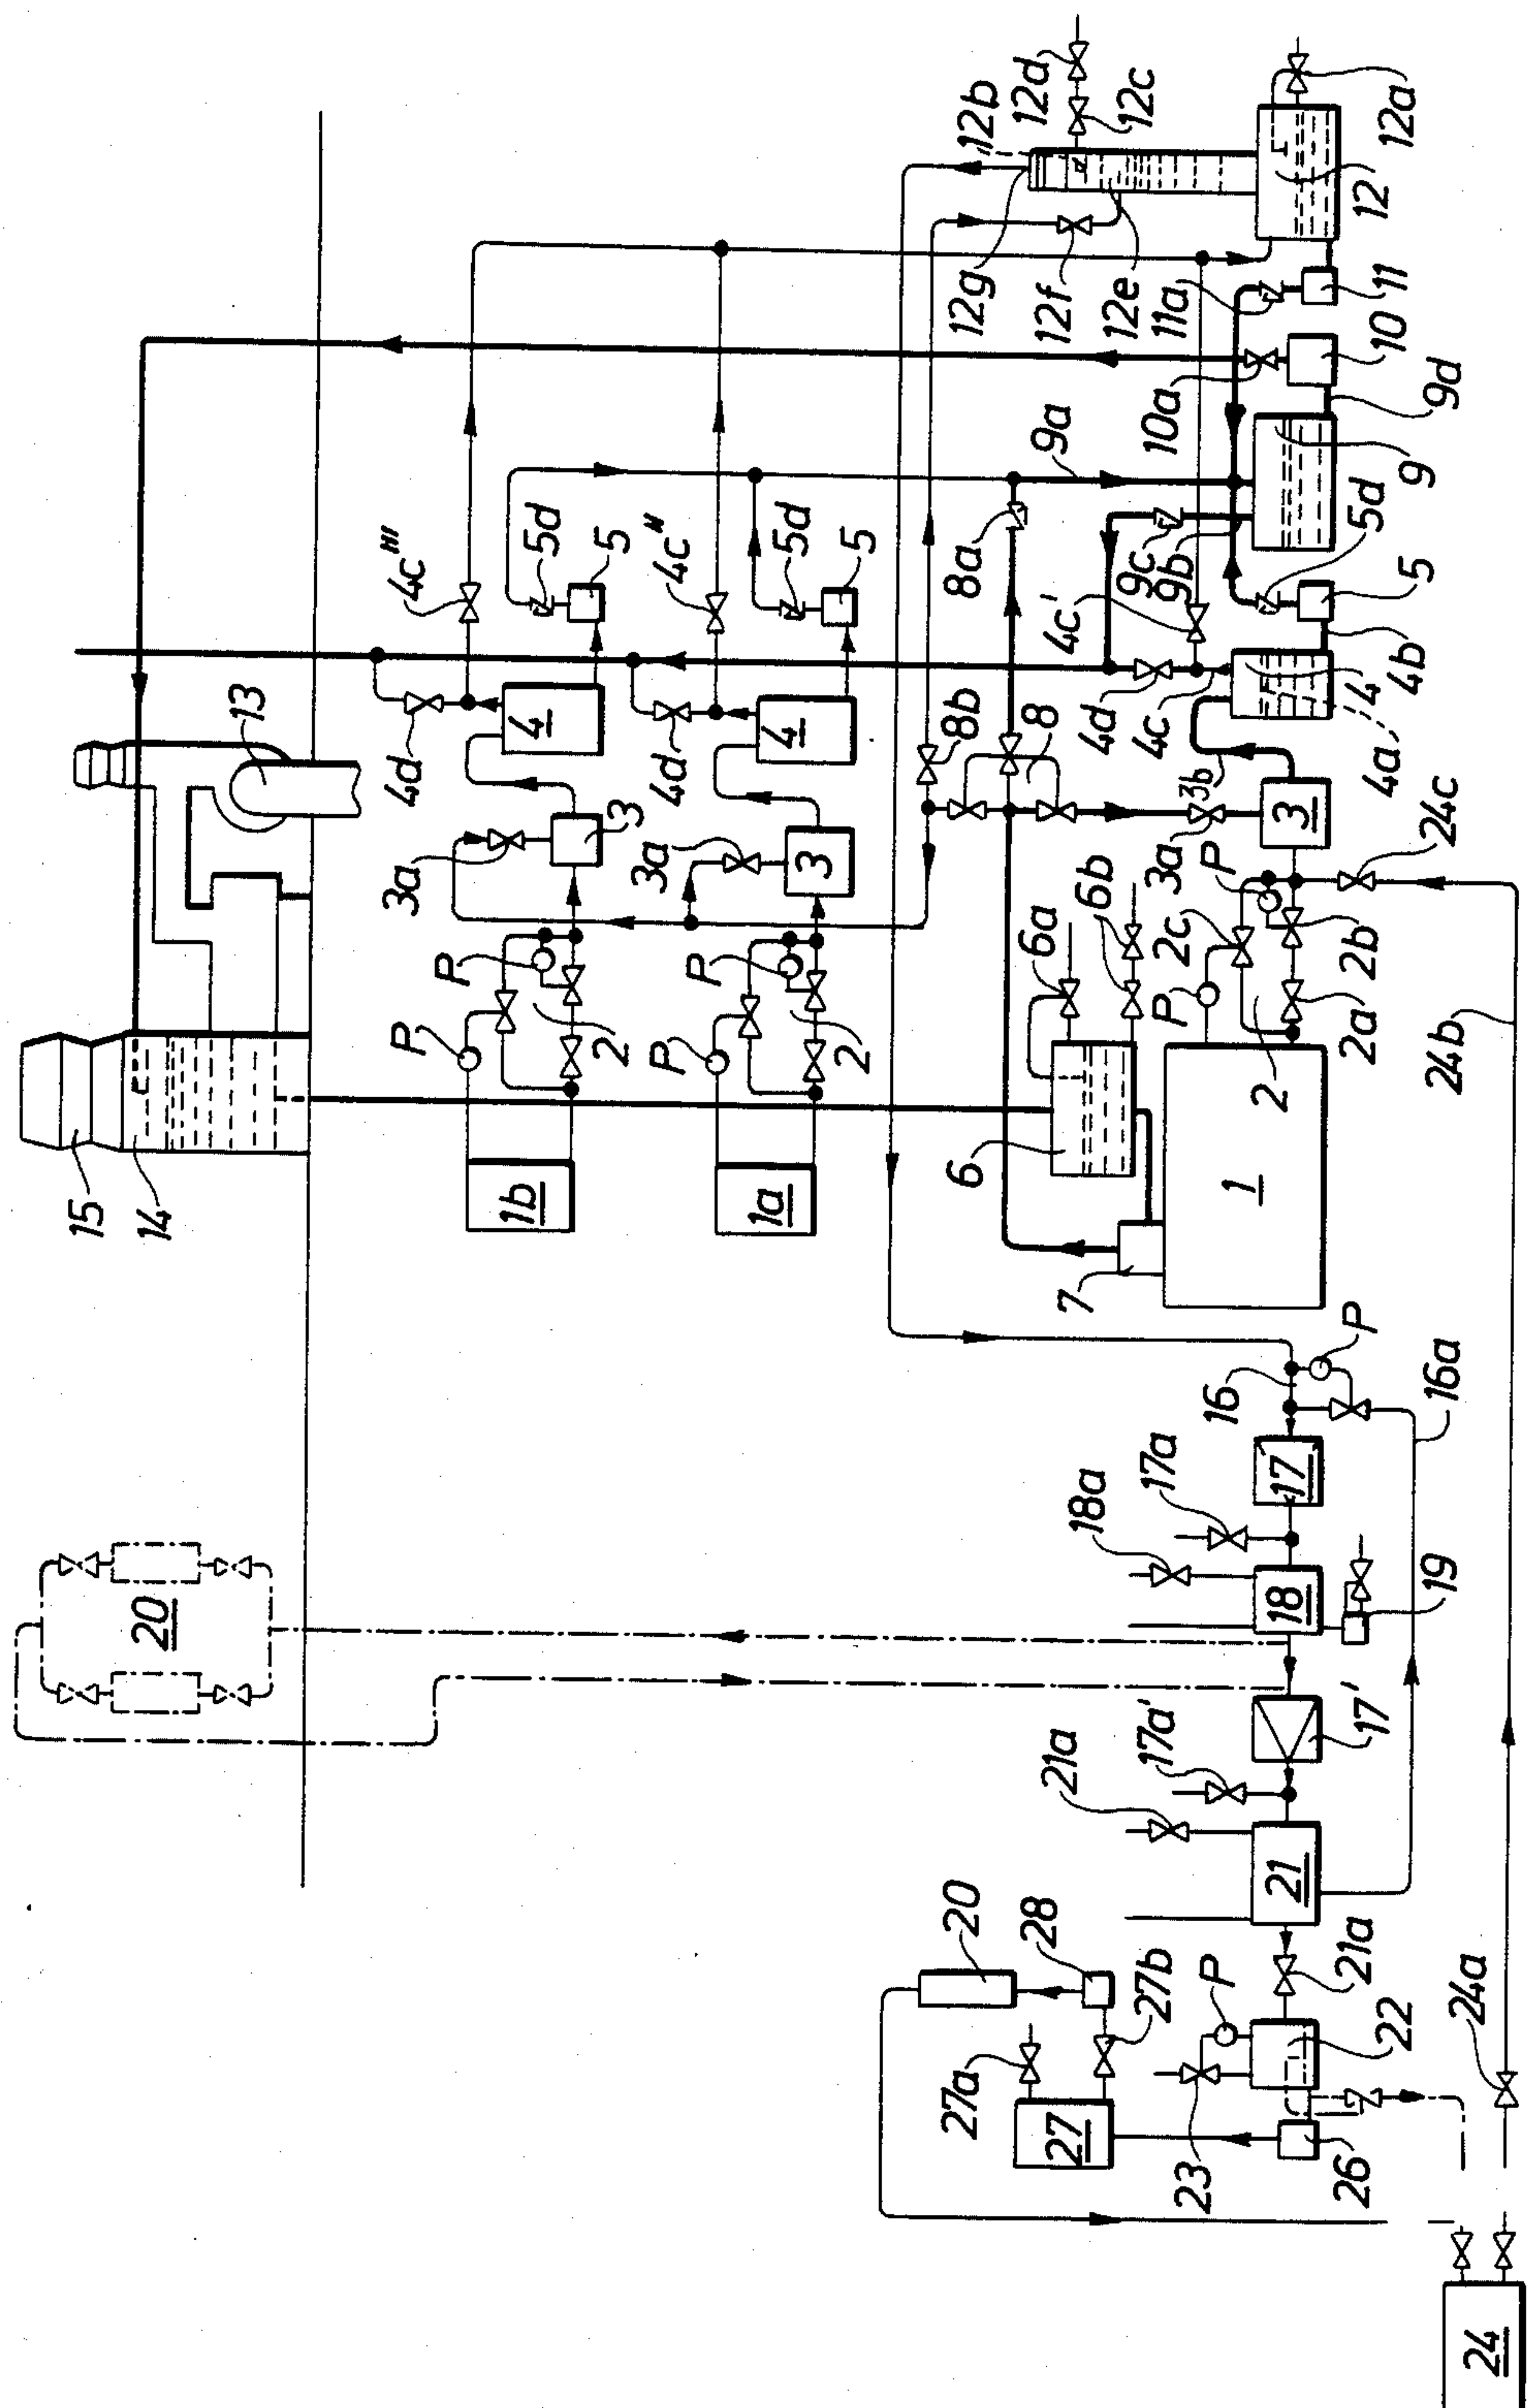 15
14
13
20
1b
P
P
2
3a
3
4d
4
4c'''
5d
5
1a
P
P
2
3a
3
4d
4
4c"
5d
5
6
6a
6b
7
1
2
P
2c
P
2a
2b
24c
24b
8b
8
8a
3a
3b
3
4d
4c
4c'
4
4a
4b
5
5d
9a
9c
9b
9
9d
10a
10
11a
11
12g
12f
12e
12b
12d
12c
12
12a
16
P
16a
17
17a
18a
18
19
17'
17a'
21a
21
21a
20
28
27b
27a
27
P
22
23
26
24a
24